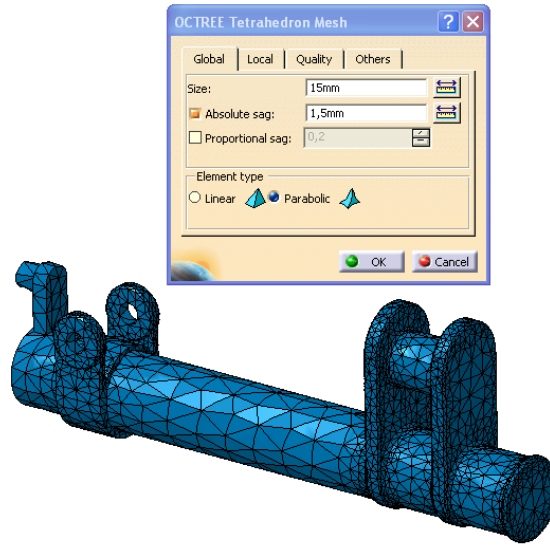 OCTREE Tetrahedron Mesh
Global Local Quality Others
Size: 15mm
Absolute sag: 1,5mm
Proportional sag: 0,2
Element type
Linear Parabolic
OK Cancel